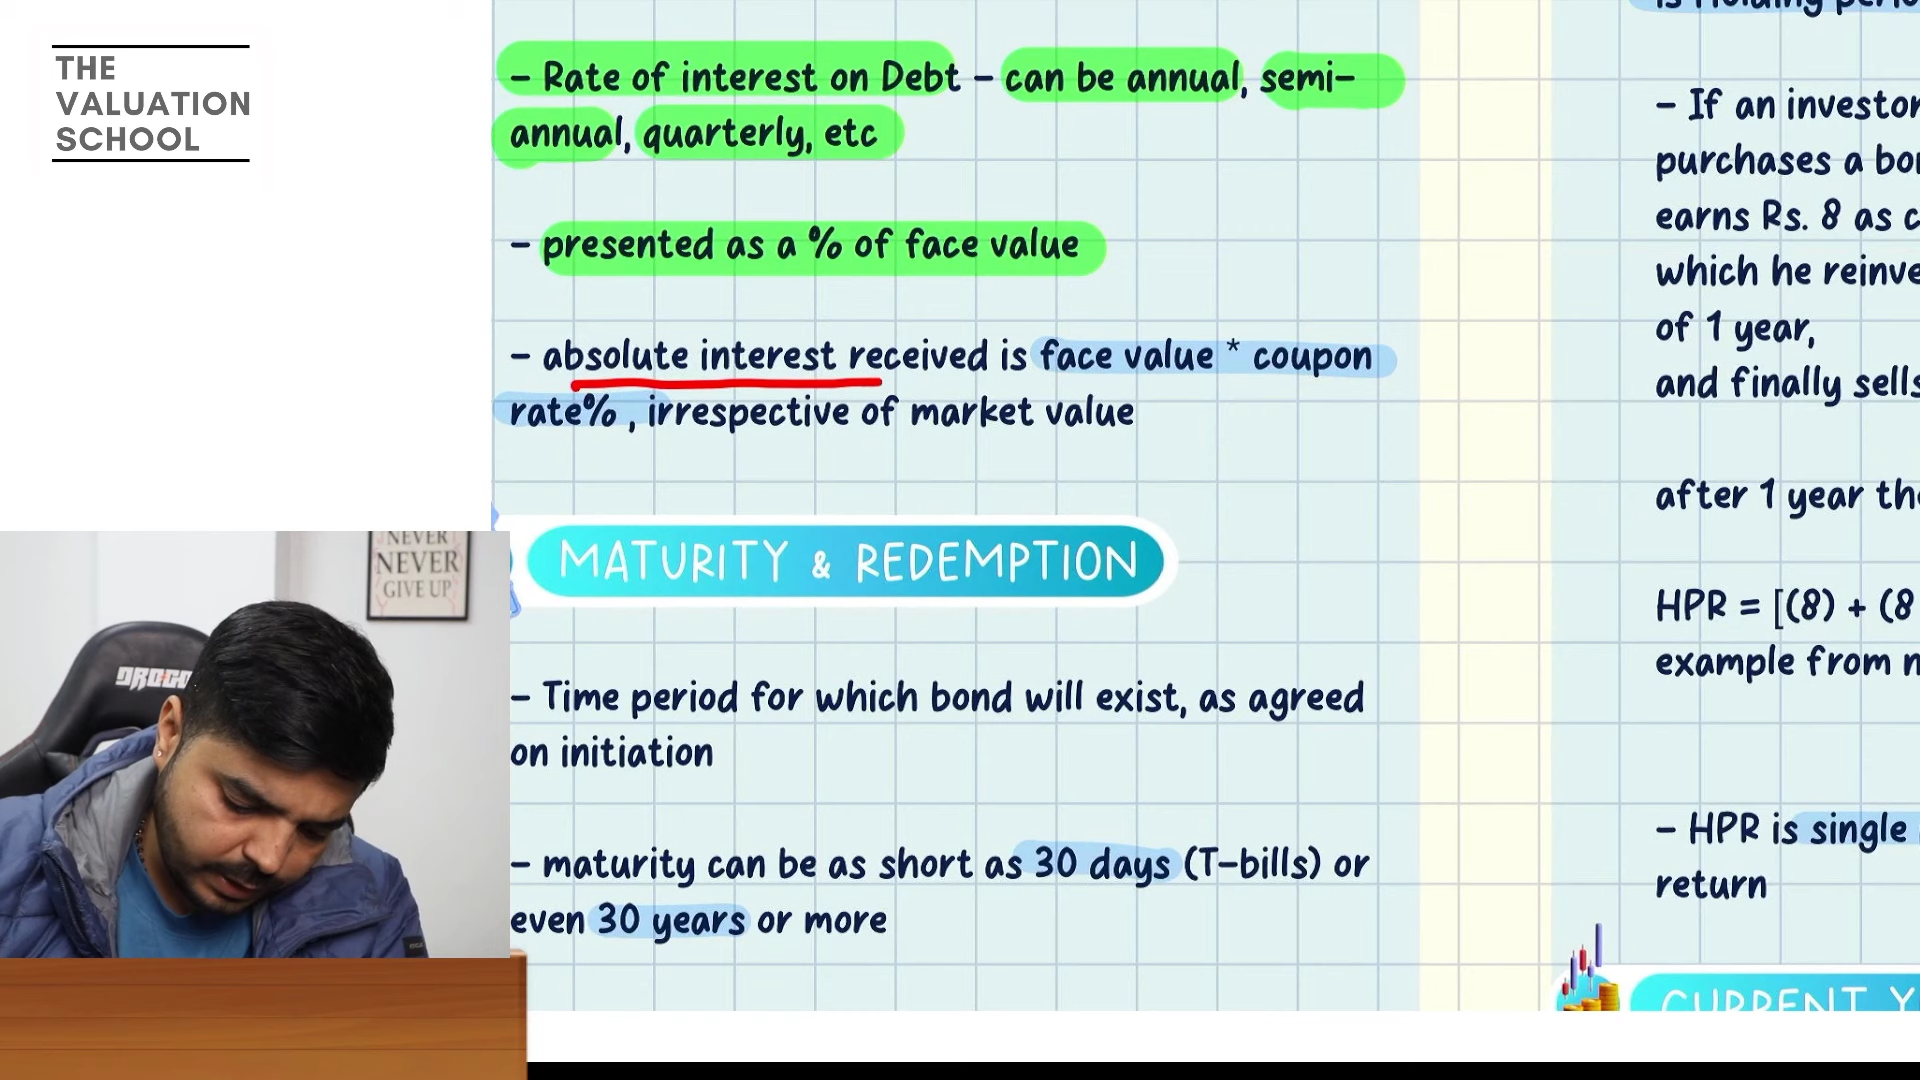 THE
VALUATION
SCHOOL
- Rate of interest on Debt - can be annual, semi-
annual, quarterly, etc
- presented as a % of face value
- absolute interest received is face value * coupon
rate% , irrespective of market value
MATURITY & REDEMPTION
- Time period for which bond will exist, as agreed
on initiation
- maturity can be as short as 30 days (T-bills) or
even 30 years or more
- If an investor
purchases a
earns Rs. 8 as
which he
of 1 year,
and finally sells
after 1 year
HPR = [(8) + (8
example from
- HPR is single
return
CURRENT
NEVER
NEVER
GIVE UP